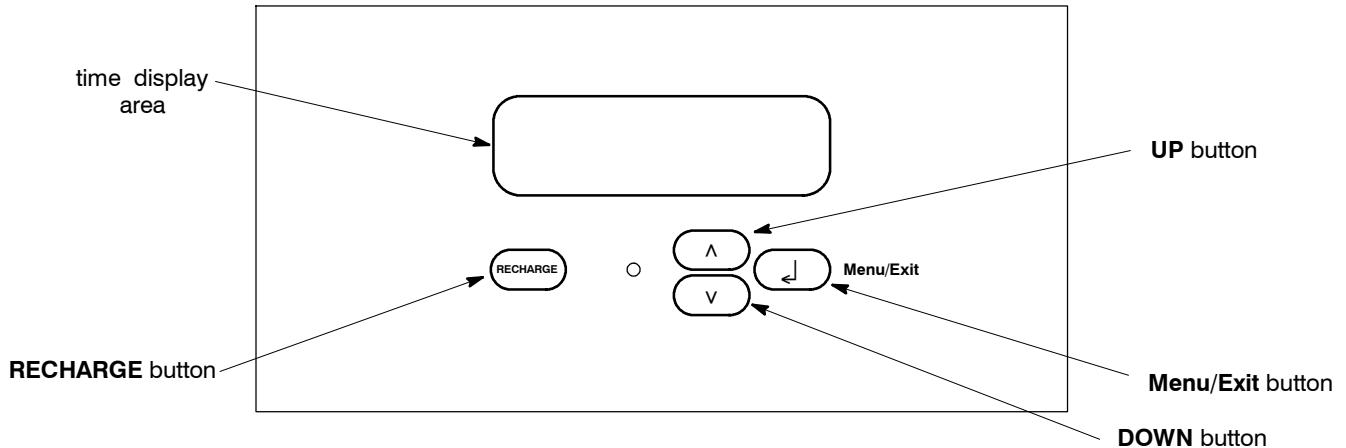 time display
area
UP button
RECHARGE
Λ
V
Menu/Exit
RECHARGE button
Menu/Exit button
DOWN button